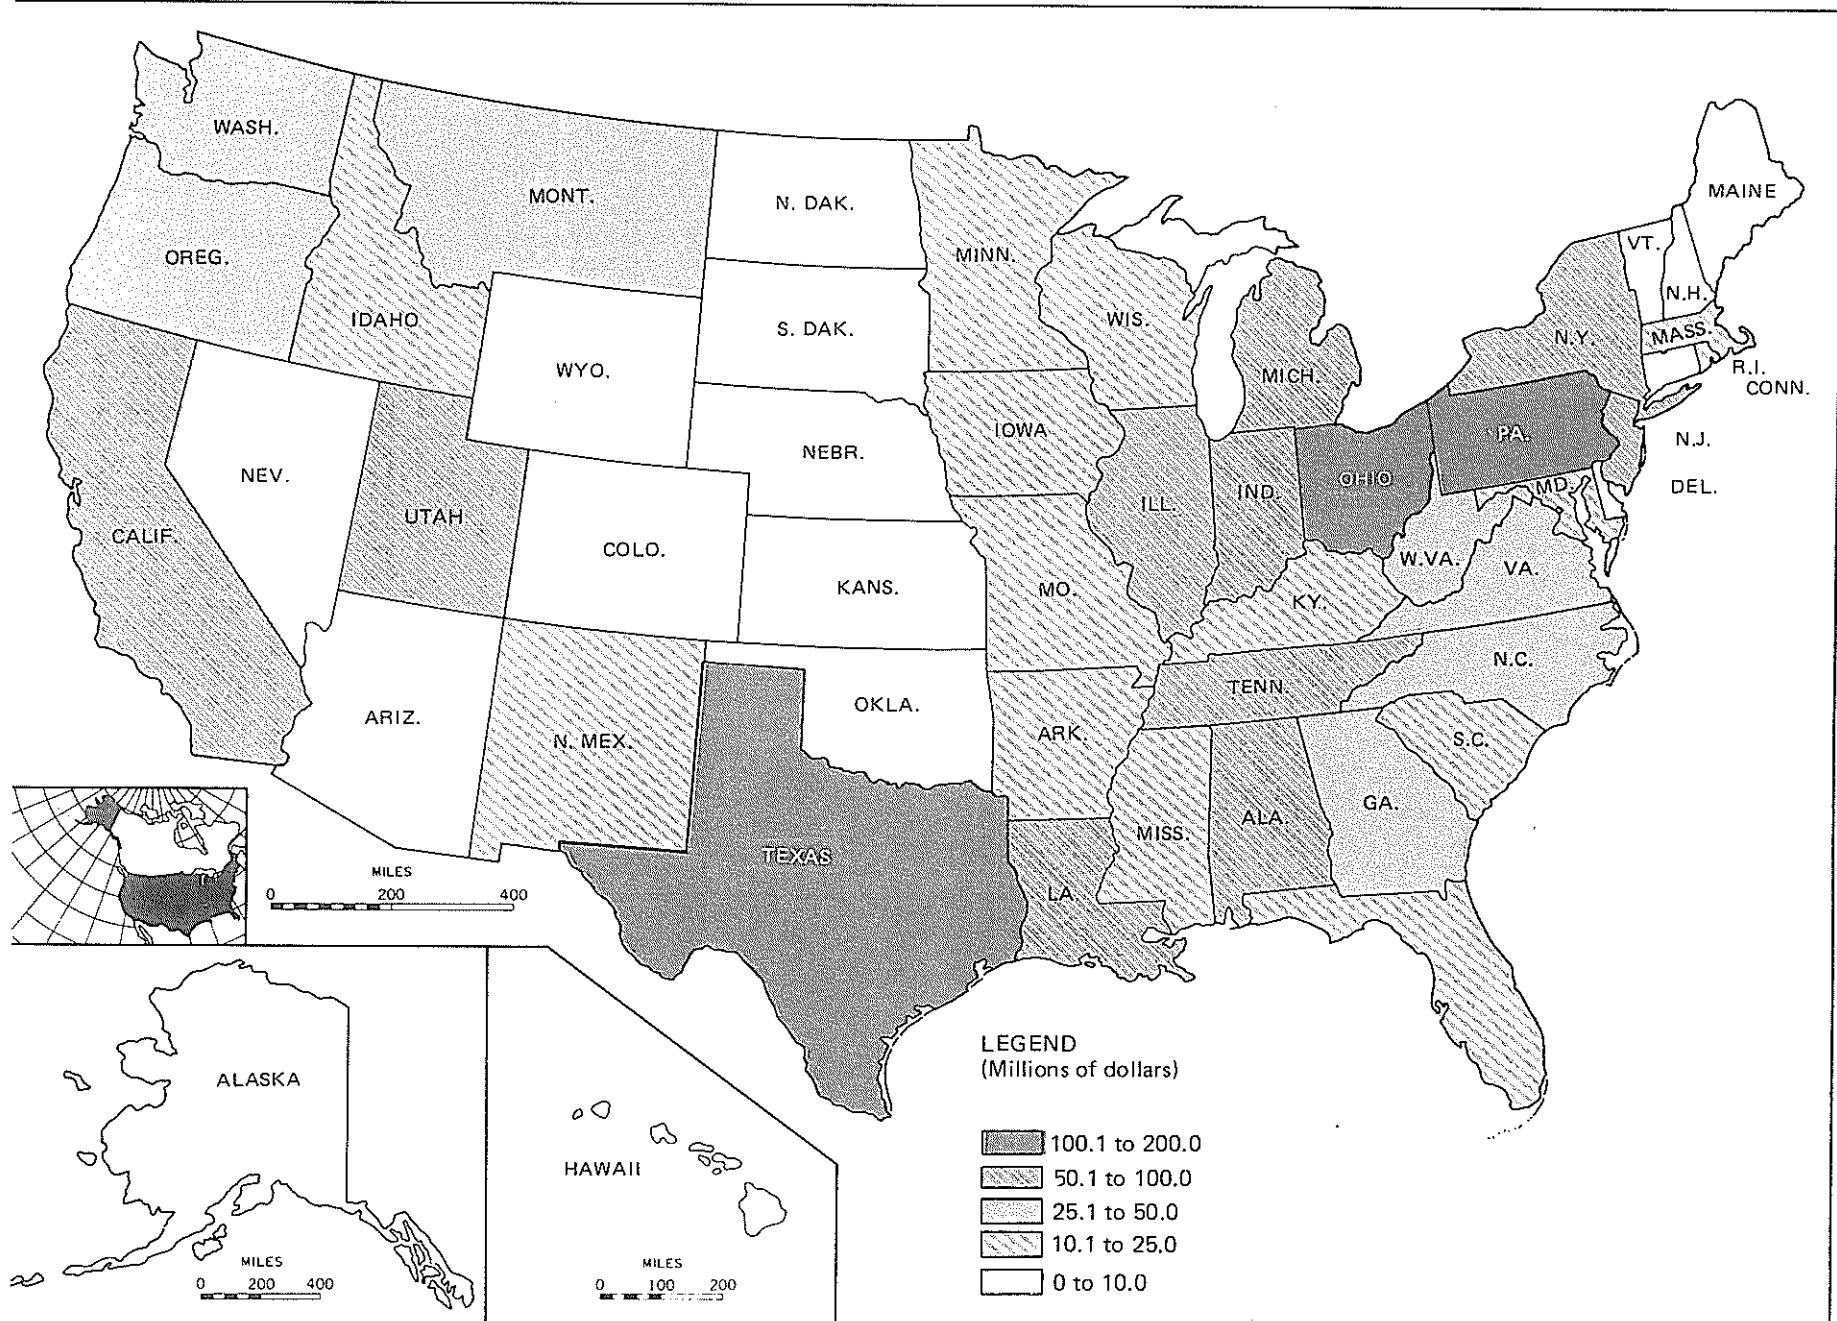 WASH.
MONT.
N. DAK.
MINN.
MAINE
OREG.
IDAHO
S. DAK.
WIS.
MICH.
N.Y.
VT.
N.H.
MASS.
R.I.
CONN.
WYO.
NEBR.
IOWA
PA.
N.J.
DEL.
MD.
NEV.
UTAH
CALIF.
COLO.
KANS.
MO.
ILL.
IND.
OHIO
W.VA.
VA.
KY.
N.C.
TENN.
ARIZ.
N. MEX.
OKLA.
ARK.
S.C.
GA.
ALA.
MISS.
TEXAS
LA.
MILES
0 200 400
ALASKA
MILES
0 200 400
HAWAII
MILES
0 100 200
LEGEND
(Millions of dollars)
100.1 to 200.0
50.1 to 100.0
25.1 to 50.0
10.1 to 25.0
0 to 10.0